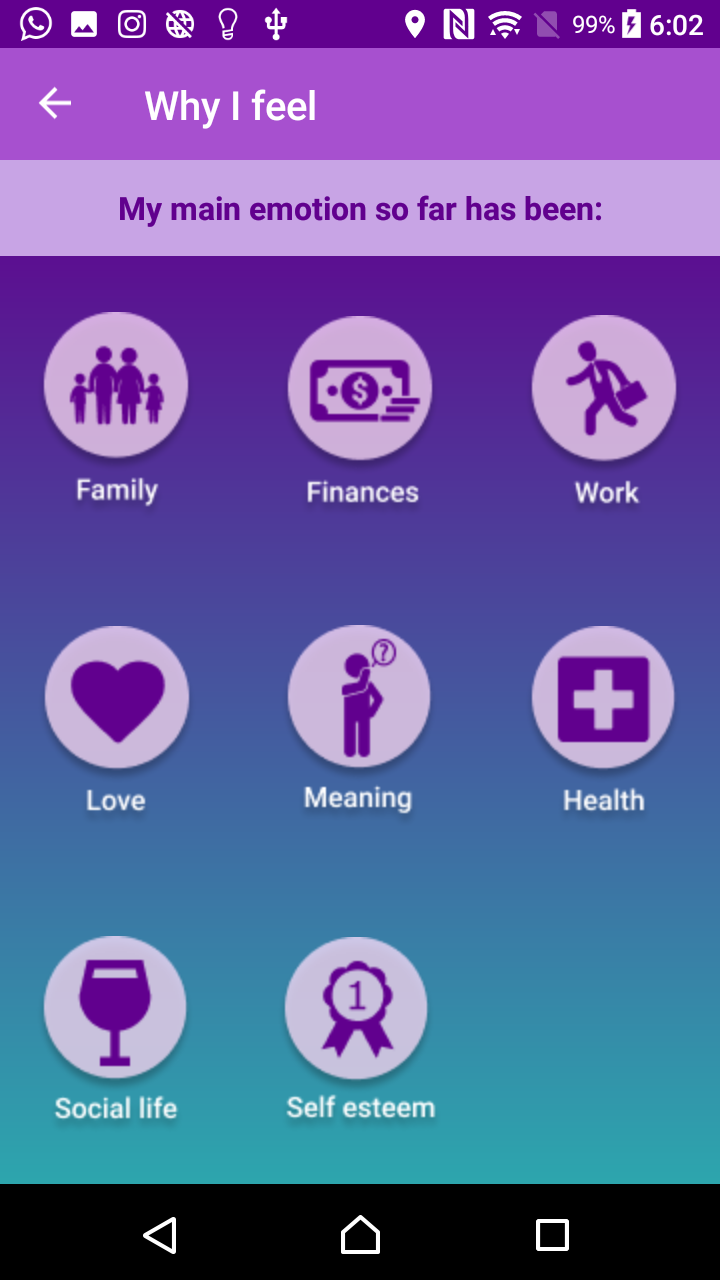 99% 6:02
Why I feel
My main emotion so far has been:
$
Family Finances Work
?
Love Meaning Health
1
Social life Self esteem